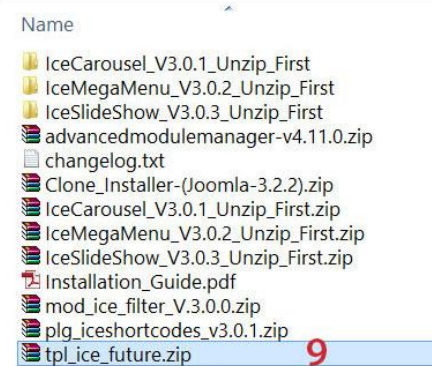 Name
IceCarousel_V3.0.1_Unzip_First
IceMegaMenu_V3.0.2_Unzip_First
IceSlideShow_V3.0.3_Unzip_First
advancedmodulemanager-v4.11.0.zip
changelog.txt
Clone_Installer-(Joomla-3.2.2).zip
IceCarousel_V3.0.1_Unzip_First.zip
IceMegaMenu_V3.0.2_Unzip_First.zip
IceSlideShow_V3.0.3_Unzip_First.zip
Installation_Guide.pdf
mod_ice_filter_V.3.0.0.zip
plg_iceshortcodes_v3.0.1.zip
tpl_ice_future.zip 9